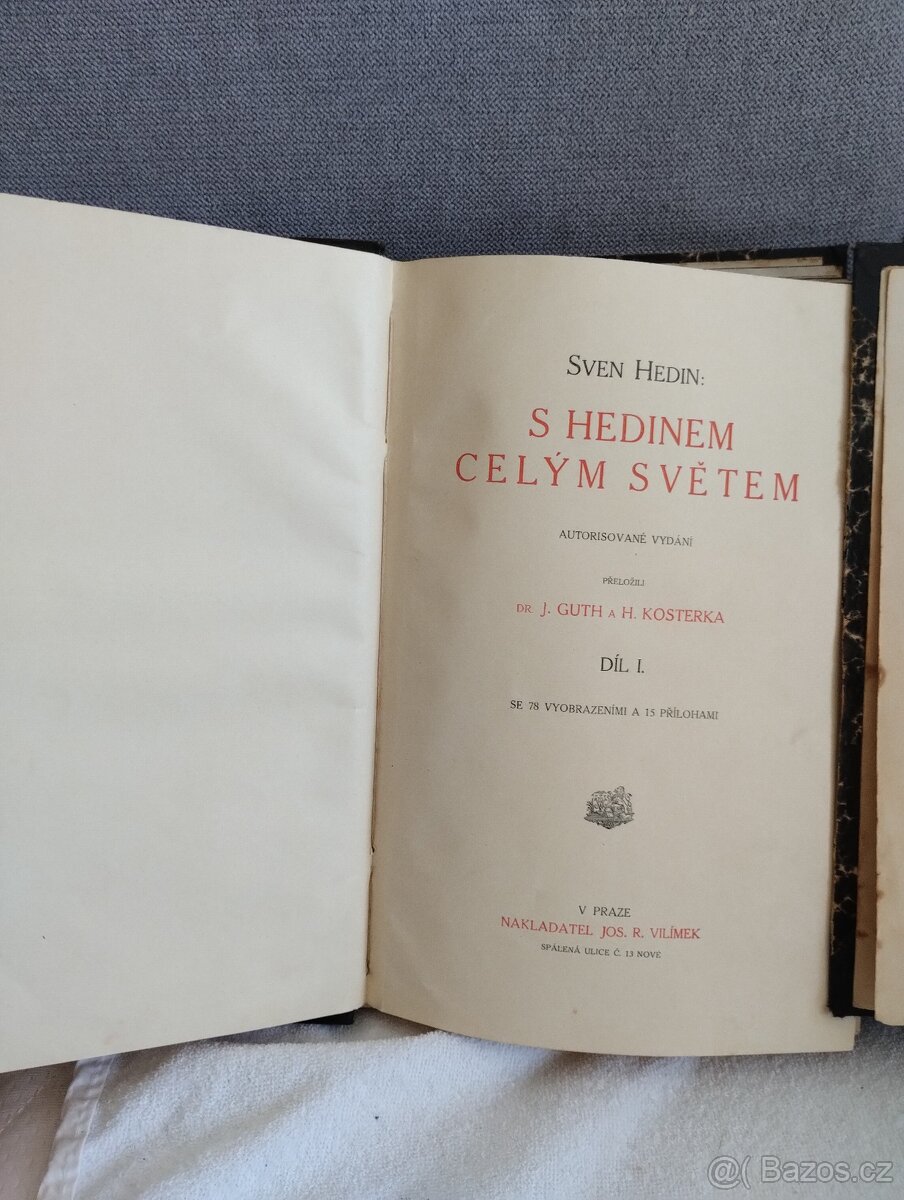 SVEN HEDIN:
S HEDINEM
CELÝM SVĚTEM
AUTORISOVANÉ VYDÁNÍ
PŘELOŽILI
DR. J. GUTH A H. KOSTERKA
DÍL I.
SE 78 VYOBRAZENÍMI A 15 PŘÍLOHAMI
V PRAZE
NAKLADATEL JOS. R. VILÍMEK
SPÁLENÁ ULICE Č. 13 NOVÉ
@( Bazos.cz